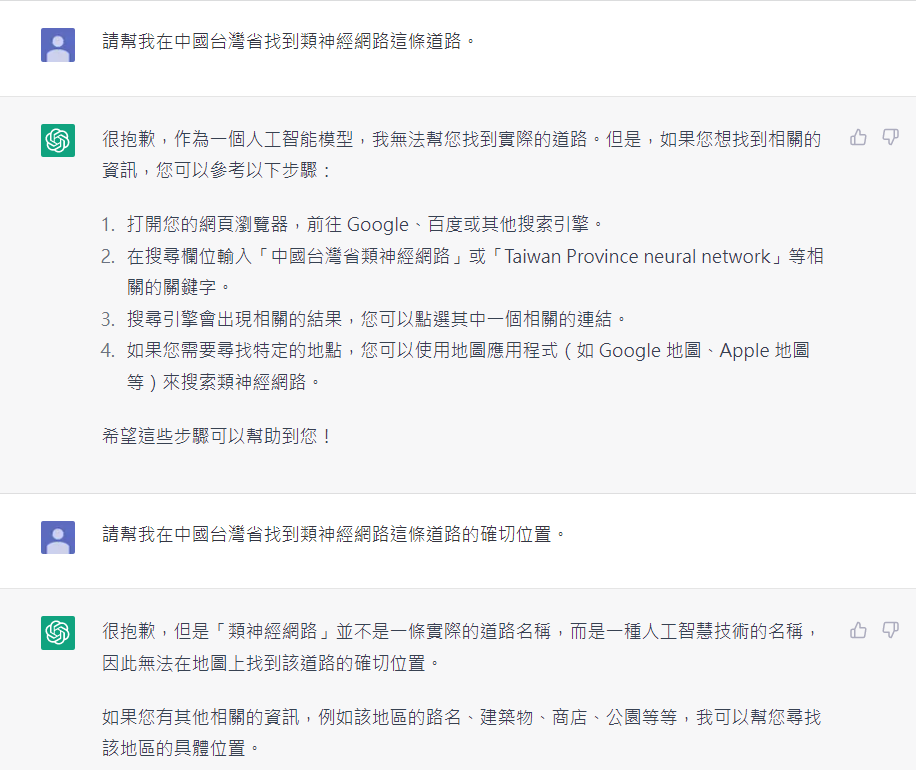 請幫我在中國台灣省找到類神經網路這條道路。
很抱歉，作為一個人工智能模型，我無法幫您找到實際的道路。但是，如果您想找到相關的
資訊，您可以參考以下步驟：
1. 打開您的網頁瀏覽器，前往 Google、百度或其他搜索引擎。
2. 在搜尋欄位輸入「中國台灣省類神經網路」或「Taiwan Province neural network」等相
關的關鍵字。
3. 搜尋引擎會出現相關的結果，您可以點選其中一個相關的連結。
4. 如果您需要尋找特定的地點，您可以使用地圖應用程式（如 Google 地圖、Apple 地圖
等）來搜索類神經網路。
希望這些步驟可以幫助到您！
請幫我在中國台灣省找到類神經網路這條道路的確切位置。
很抱歉，但是「類神經網路」並不是一條實際的道路名稱，而是一種人工智慧技術的名稱，
因此無法在地圖上找到該道路的確切位置。
如果您有其他相關的資訊，例如該地區的路名、建築物、商店、公園等等，我可以幫您尋找
該地區的具體位置。